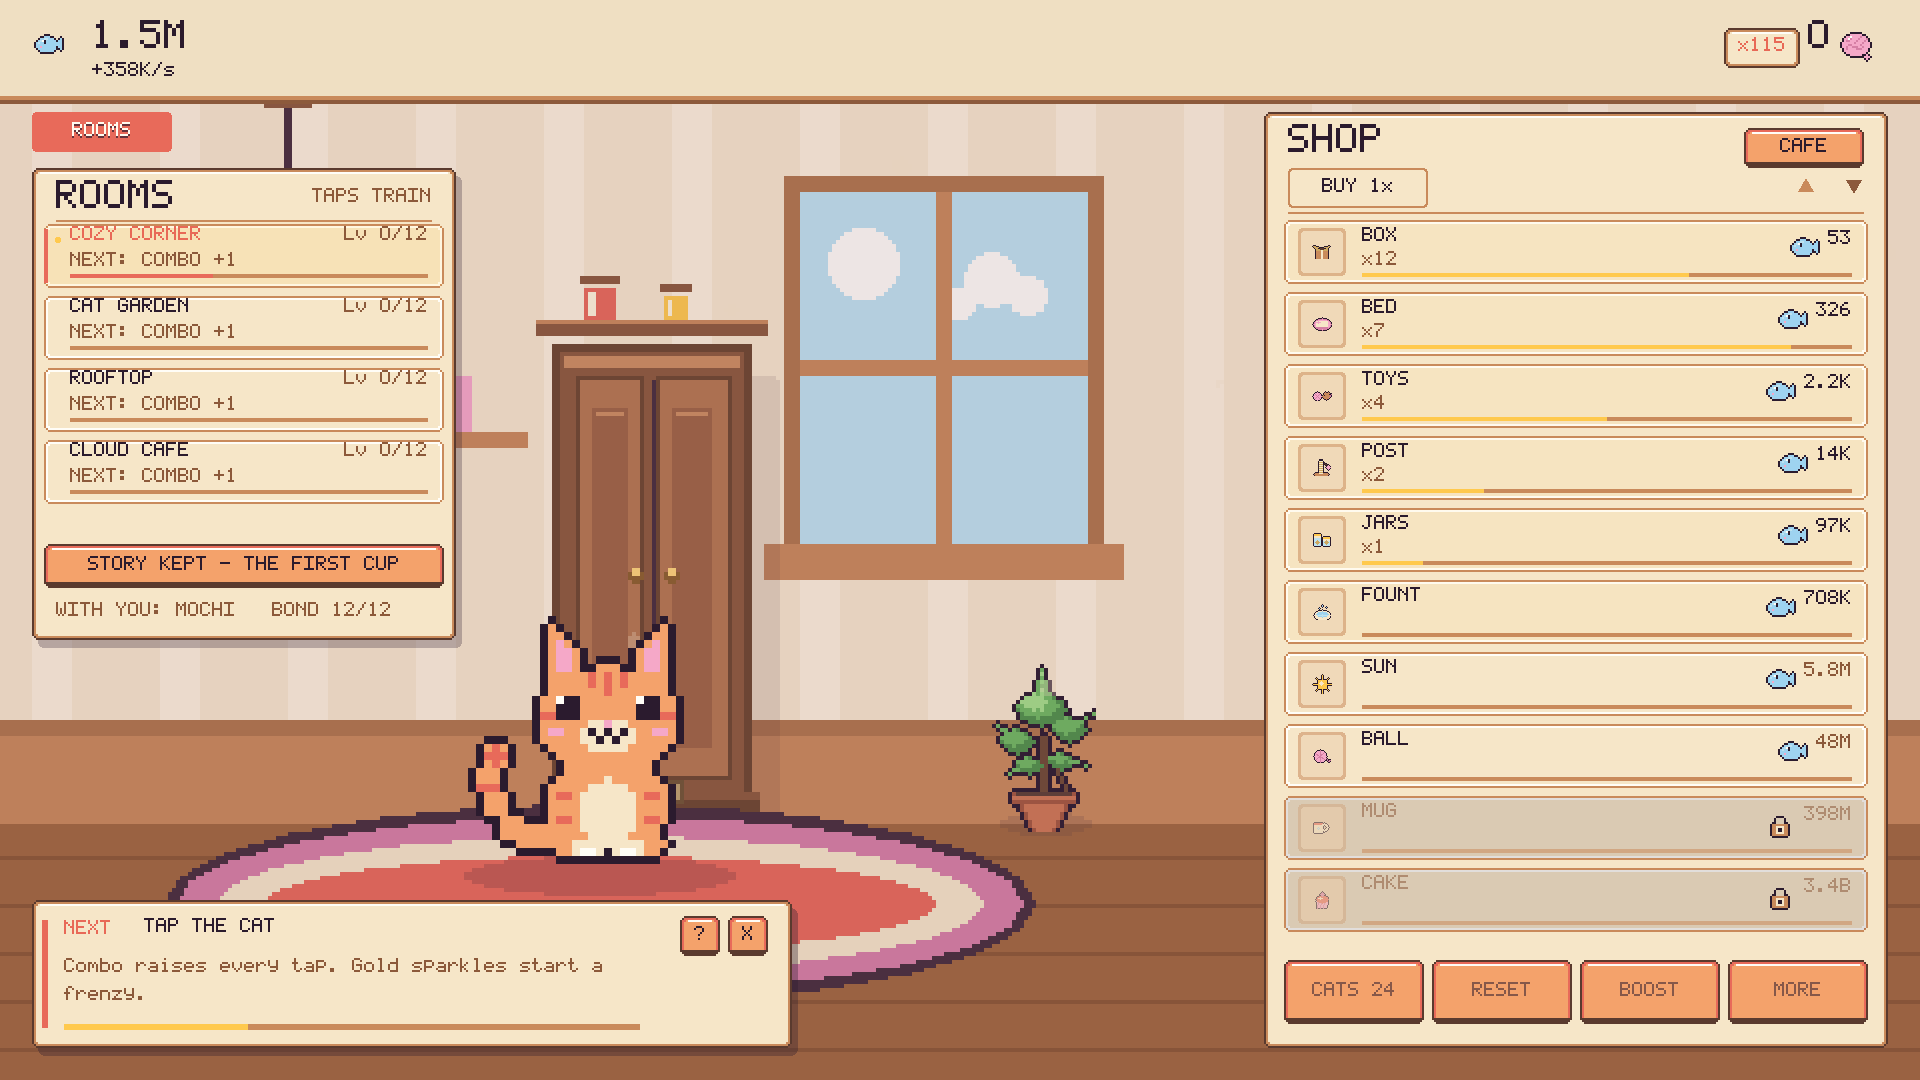 1.5M
+358K/s
x115
0
ROOMS
ROOMS
TAPS TRAIN
COZY CORNER
Lv 0/12
NEXT: COMBO +1
CAT GARDEN
Lv 0/12
NEXT: COMBO +1
ROOFTOP
Lv 0/12
NEXT: COMBO +1
CLOUD CAFE
Lv 0/12
NEXT: COMBO +1
STORY KEPT - THE FIRST CUP
WITH YOU: MOCHI BOND 12/12
NEXT TAP THE CAT
? X
Combo raises every tap. Gold sparkles start a
frenzy.
SHOP
CAFE
BUY 1x
BOX
53
x12
BED
326
x7
TOYS
2.2K
x4
POST
14K
x2
JARS
97K
x1
FOUNT
708K
SUN
5.8M
BALL
48M
MUG
398M
CAKE
3.4B
CATS 24
RESET
BOOST
MORE